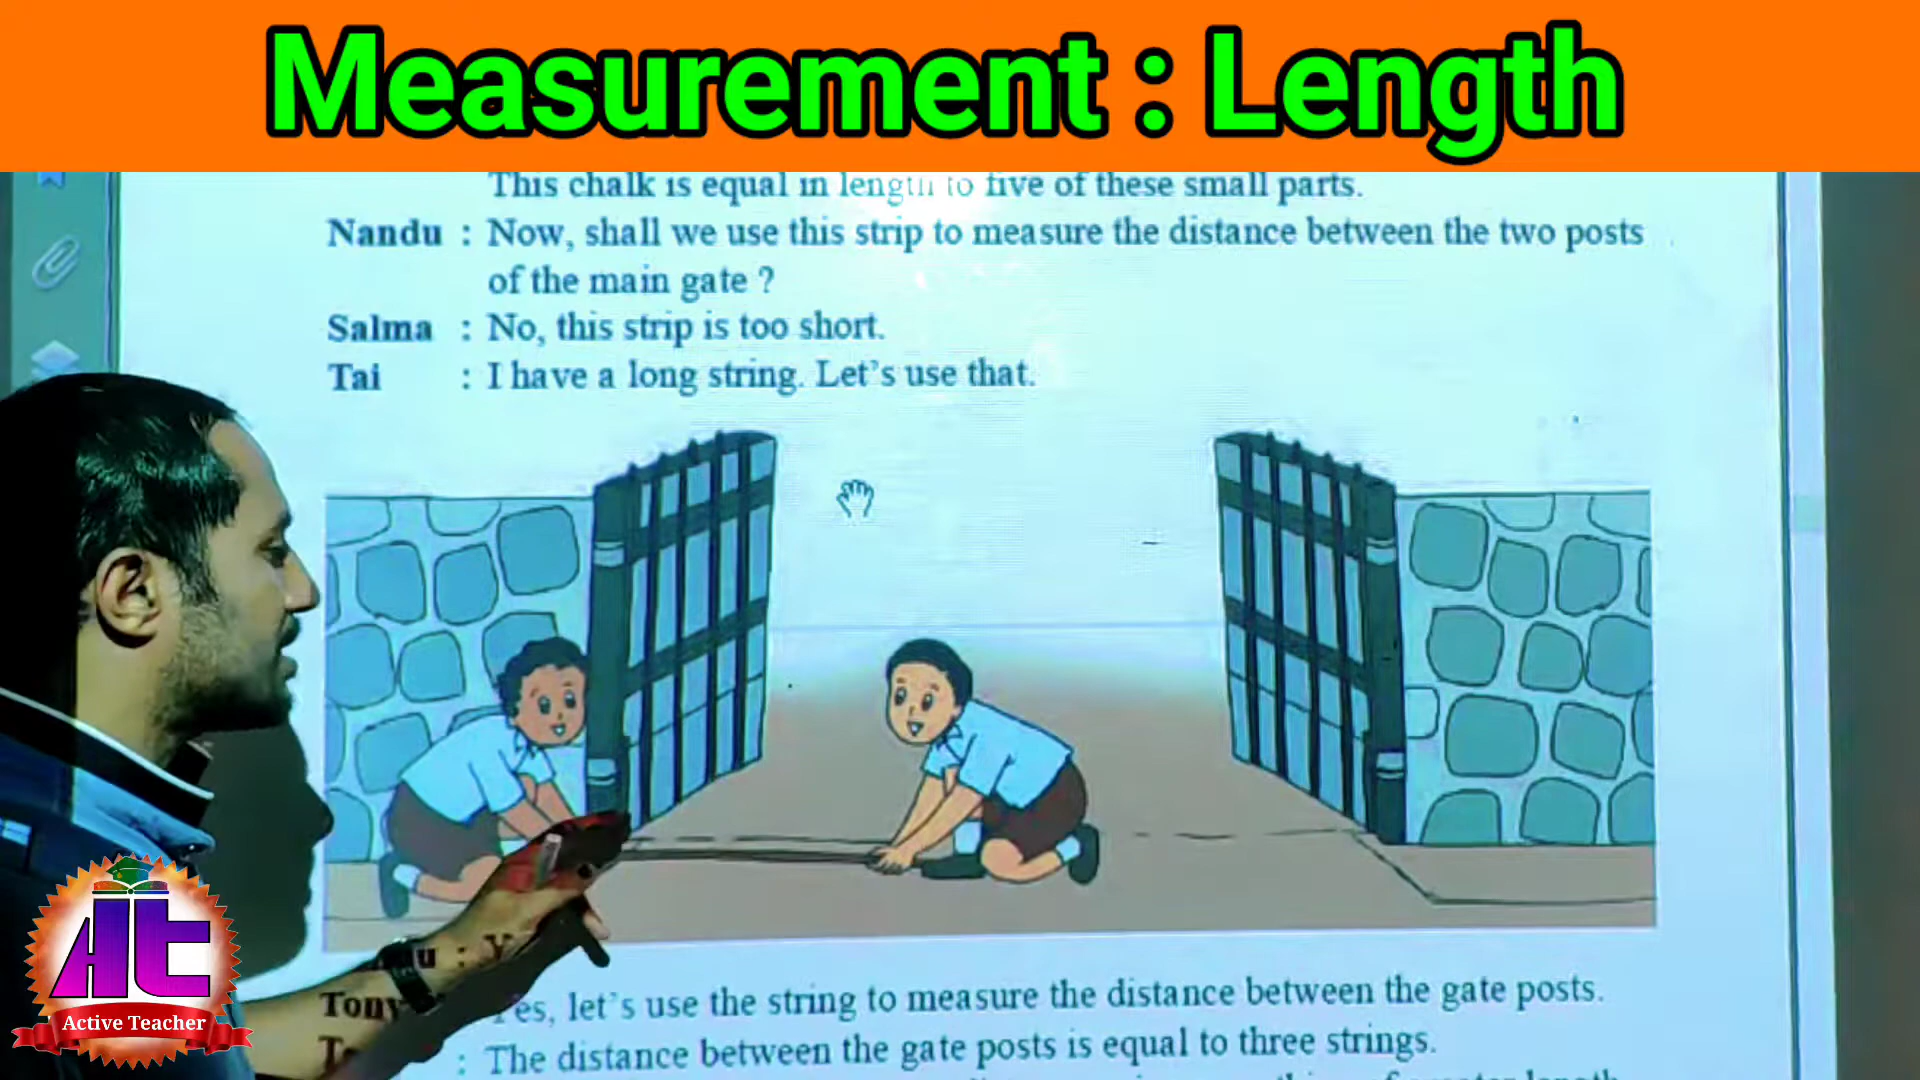 Measurement : Length
This chalk is equal in length to five of these small parts.
Nandu : Now, shall we use this strip to measure the distance between the two posts
of the main gate ?
Salma : No, this strip is too short.
Tai : I have a long string. Let's use that.
Tony es, let's use the string to measure the distance between the gate posts.
: The distance between the gate posts is equal to three strings.
At
Active Teacher